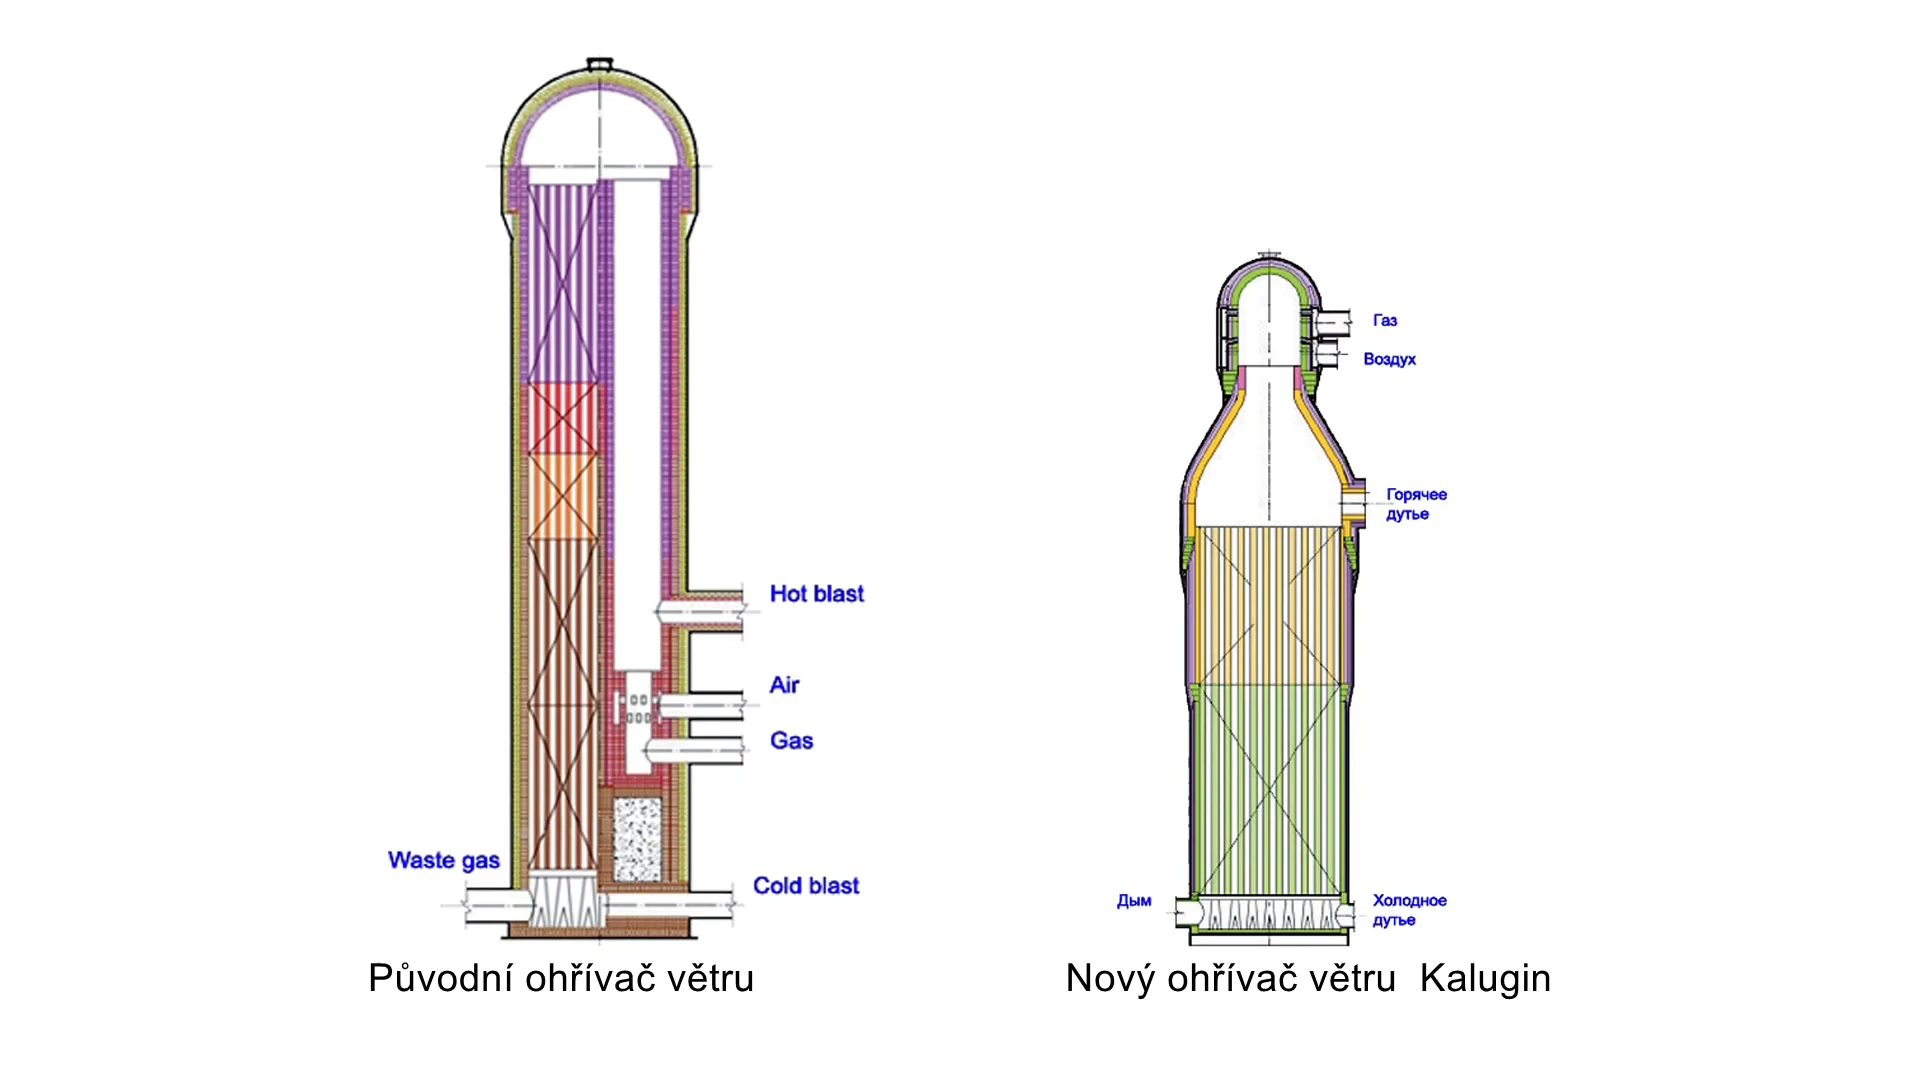 Hot blast
Air
Gas
Waste gas
Cold blast
Původní ohřívač větru
Газ
Воздух
Горячее
дутье
Дым
Холодное
дутье
Nový ohřívač větru  Kalugin